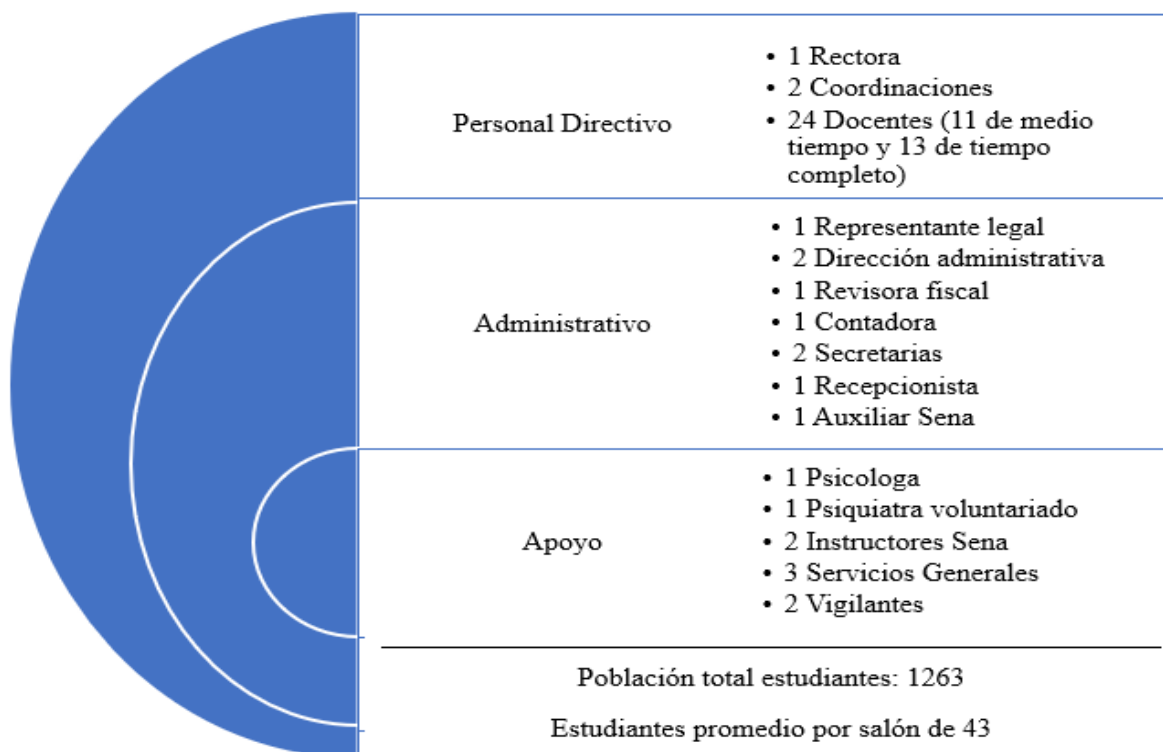 Personal Directivo
• 1 Rectora
• 2 Coordinaciones
• 24 Docentes (11 de medio
tiempo y 13 de tiempo
completo)
Administrativo
• 1 Representante legal
• 2 Dirección administrativa
• 1 Revisora fiscal
• 1 Contadora
• 2 Secretarias
• 1 Recepcionista
• 1 Auxiliar Sena
Apoyo
• 1 Psicologa
• 1 Psiquiatra voluntariado
• 2 Instructores Sena
• 3 Servicios Generales
• 2 Vigilantes
Población total estudiantes: 1263
Estudiantes promedio por salón de 43